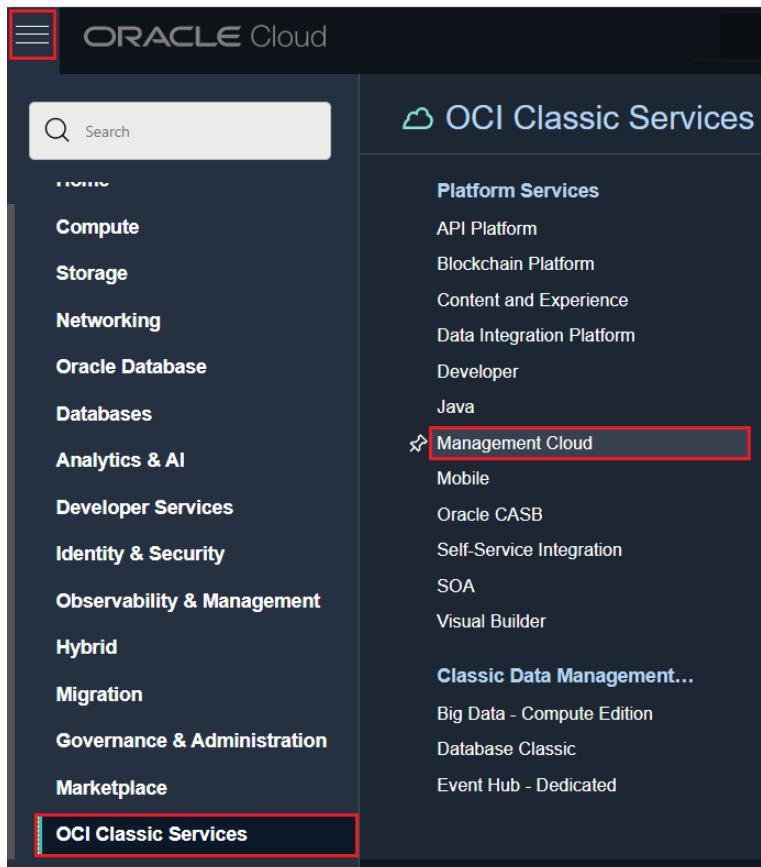 ORACLE Cloud
Search
OCI Classic Services
Home
Compute
Storage
Networking
Oracle Database
Databases
Analytics & AI
Developer Services
Identity & Security
Observability & Management
Hybrid
Migration
Governance & Administration
Marketplace
OCI Classic Services
Platform Services
API Platform
Blockchain Platform
Content and Experience
Data Integration Platform
Developer
Java
Management Cloud
Mobile
Oracle CASB
Self-Service Integration
SOA
Visual Builder
Classic Data Management...
Big Data - Compute Edition
Database Classic
Event Hub - Dedicated